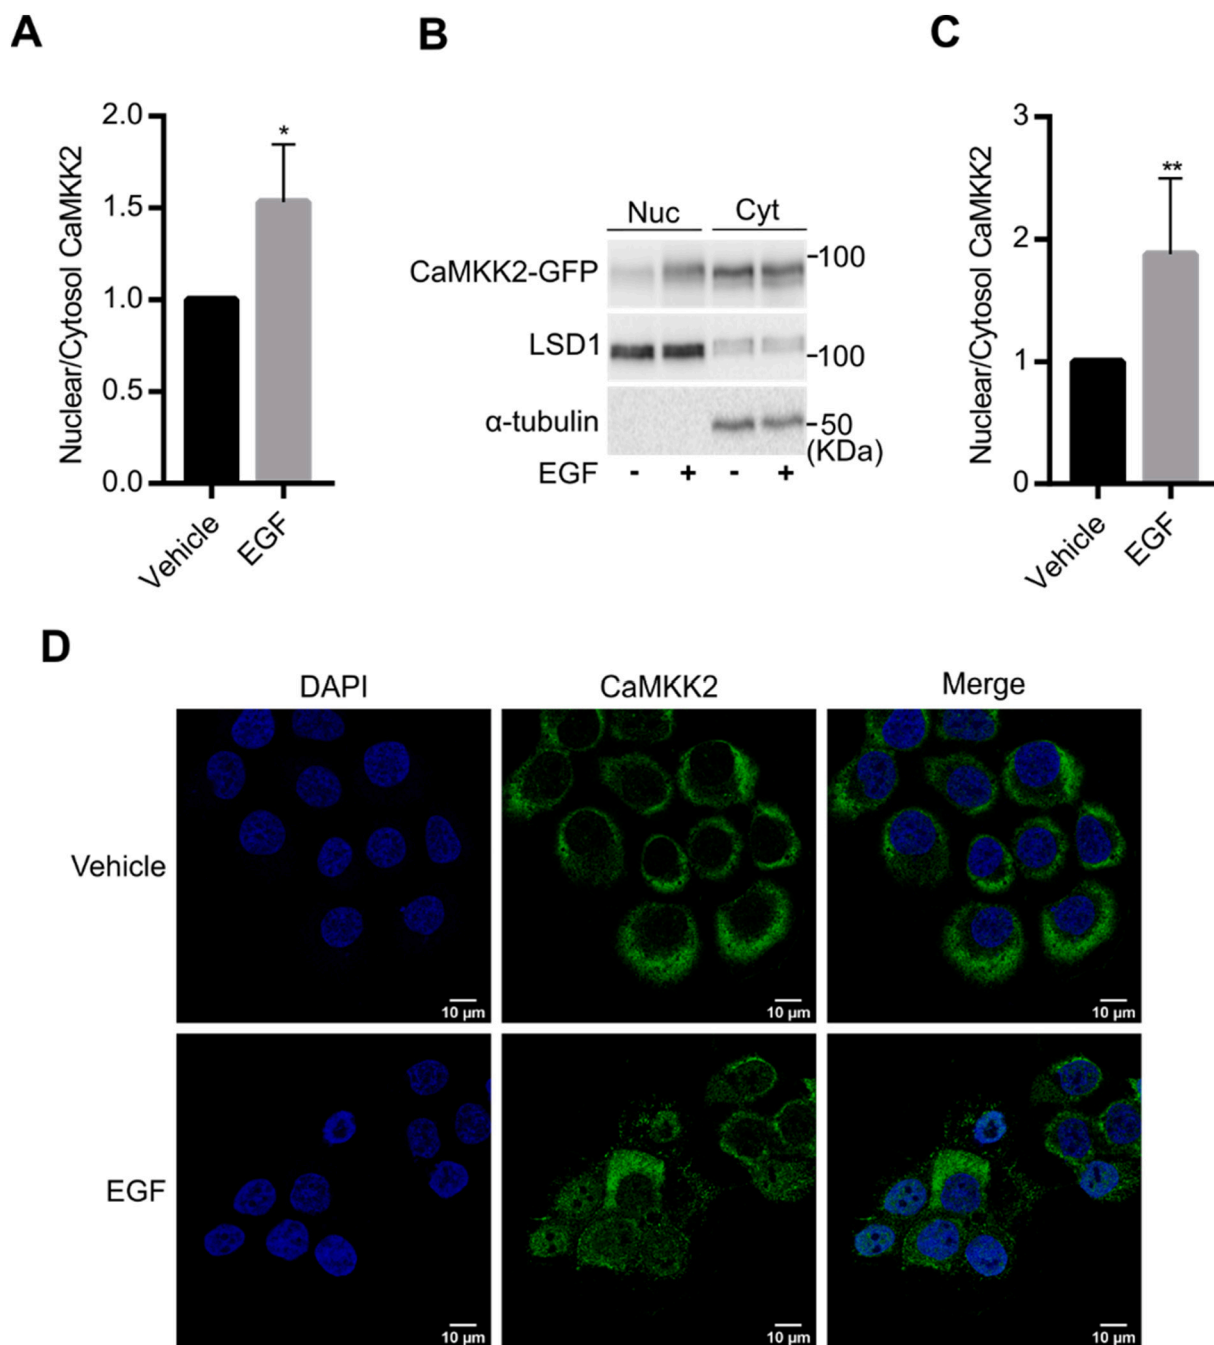 A
B
C
Nuclear/Cytosol CaMKK2
2.0
1.5
1.0
0.5
0.0
*
Vehicle
EGF
Nuc Cyt
CaMKK2-GFP
-100
LSD1
-100
α-tubulin
-50
(KDa)
EGF - + - +
Nuclear/Cytosol CaMKK2
3
2
1
0
**
Vehicle
EGF
D
DAPI CaMKK2 Merge
Vehicle
10 µm 10 µm 10 µm
EGF
10 µm 10 µm 10 µm